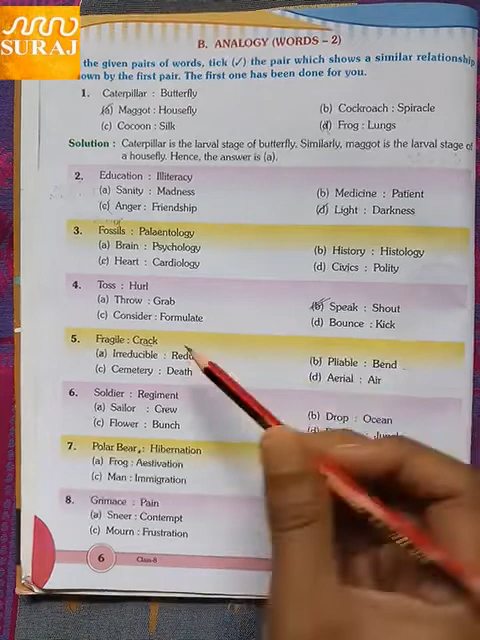 SURAJ
B. ANALOGY (WORDS – 2)
the given pairs of words, tick (✓) the pair which shows a similar relationship
own by the first pair. The first one has been done for you.
1. Caterpillar : Butterfly
(a) Maggot : Housefly (b) Cockroach : Spiracle
(c) Cocoon : Silk (d) Frog : Lungs
Solution : Caterpillar is the larval stage of butterfly, Similarly, maggot is the larval stage of
a housefly. Hence, the answer is (a).
2. Education : Illiteracy
(a) Sanity : Madness (b) Medicine : Patient
(c) Anger : Friendship (d) Light : Darkness
3. Fossils : Palaentology
(a) Brain : Psychology (b) History : Histology
(c) Heart : Cardiology (d) Civics : Polity
4. Toss : Hurl
(a) Throw : Grab (b) Speak : Shout
(c) Consider : Formulate (d) Bounce : Kick
5. Fragile : Crack
(a) Irreducible : (b) Pliable : Bend
(c) Cemetery : Death (d) Aerial : Air
6. Soldier : Regiment
(a) Sailor : Crew (b) Drop : Ocean
(c) Flower : Bunch
7. Polar Bear : Hibernation
(a) Frog : Aestivation
(c) Man : Immigration
8. Grimace : Pain
(a) Sneer : Contempt
(c) Mourn : Frustration
6 Class-6